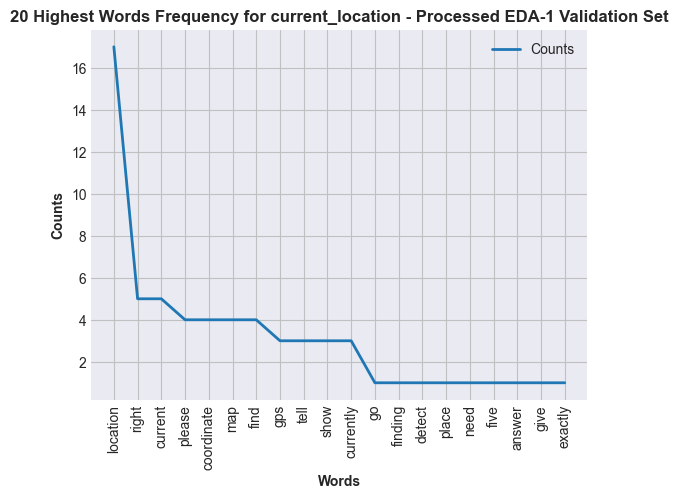 20 Highest Words Frequency for current_location - Processed EDA-1 Validation Set
Counts
16
14
12
10
8
6
4
2
Counts
location
right
current
please
coordinate
map
find
gps
tell
show
currently
go
finding
detect
place
need
five
answer
give
exactly
Words